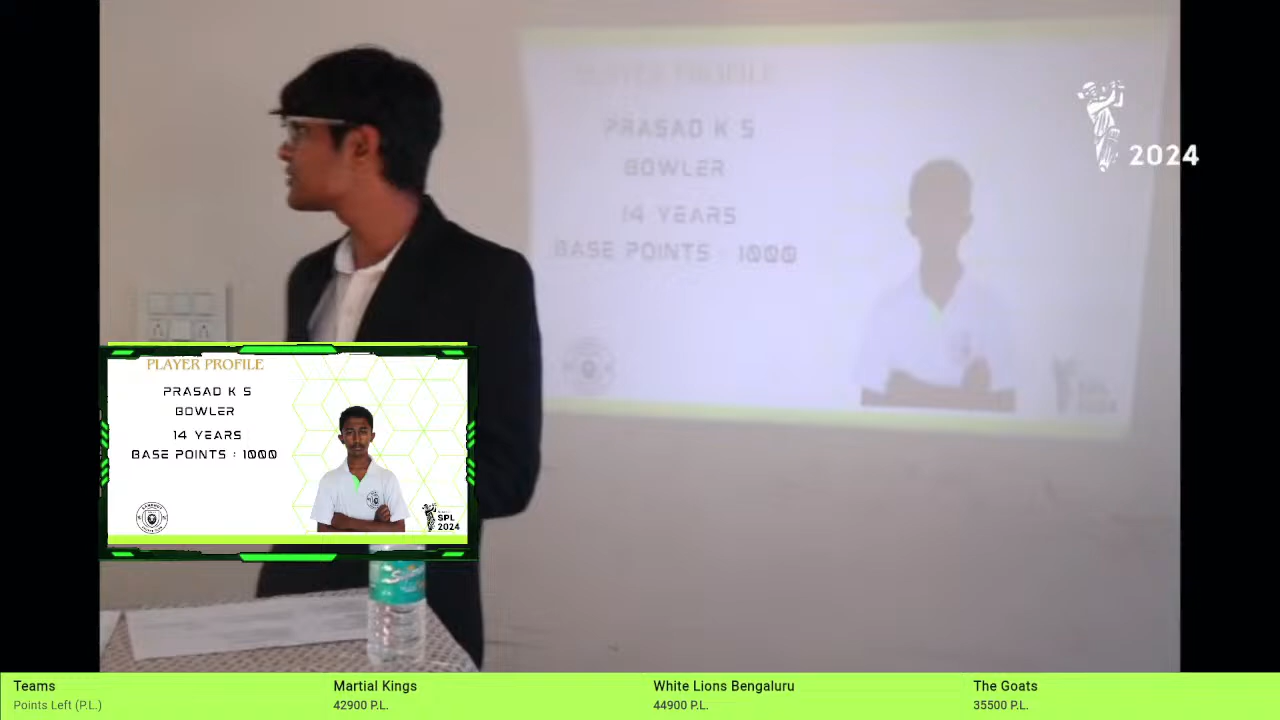 PLAYER PROFILE
PRASAD K S
BOWLER
14 YEARS
BASE POINTS : 1000
2024
PLAYER PROFILE
PRASAD K S
BOWLER
14 YEARS
BASE POINTS : 1000
SPL
2024
Teams
Points Left (P.L.)
Martial Kings
42900 P.L.
White Lions Bengaluru
44900 P.L.
The Goats
35500 P.L.